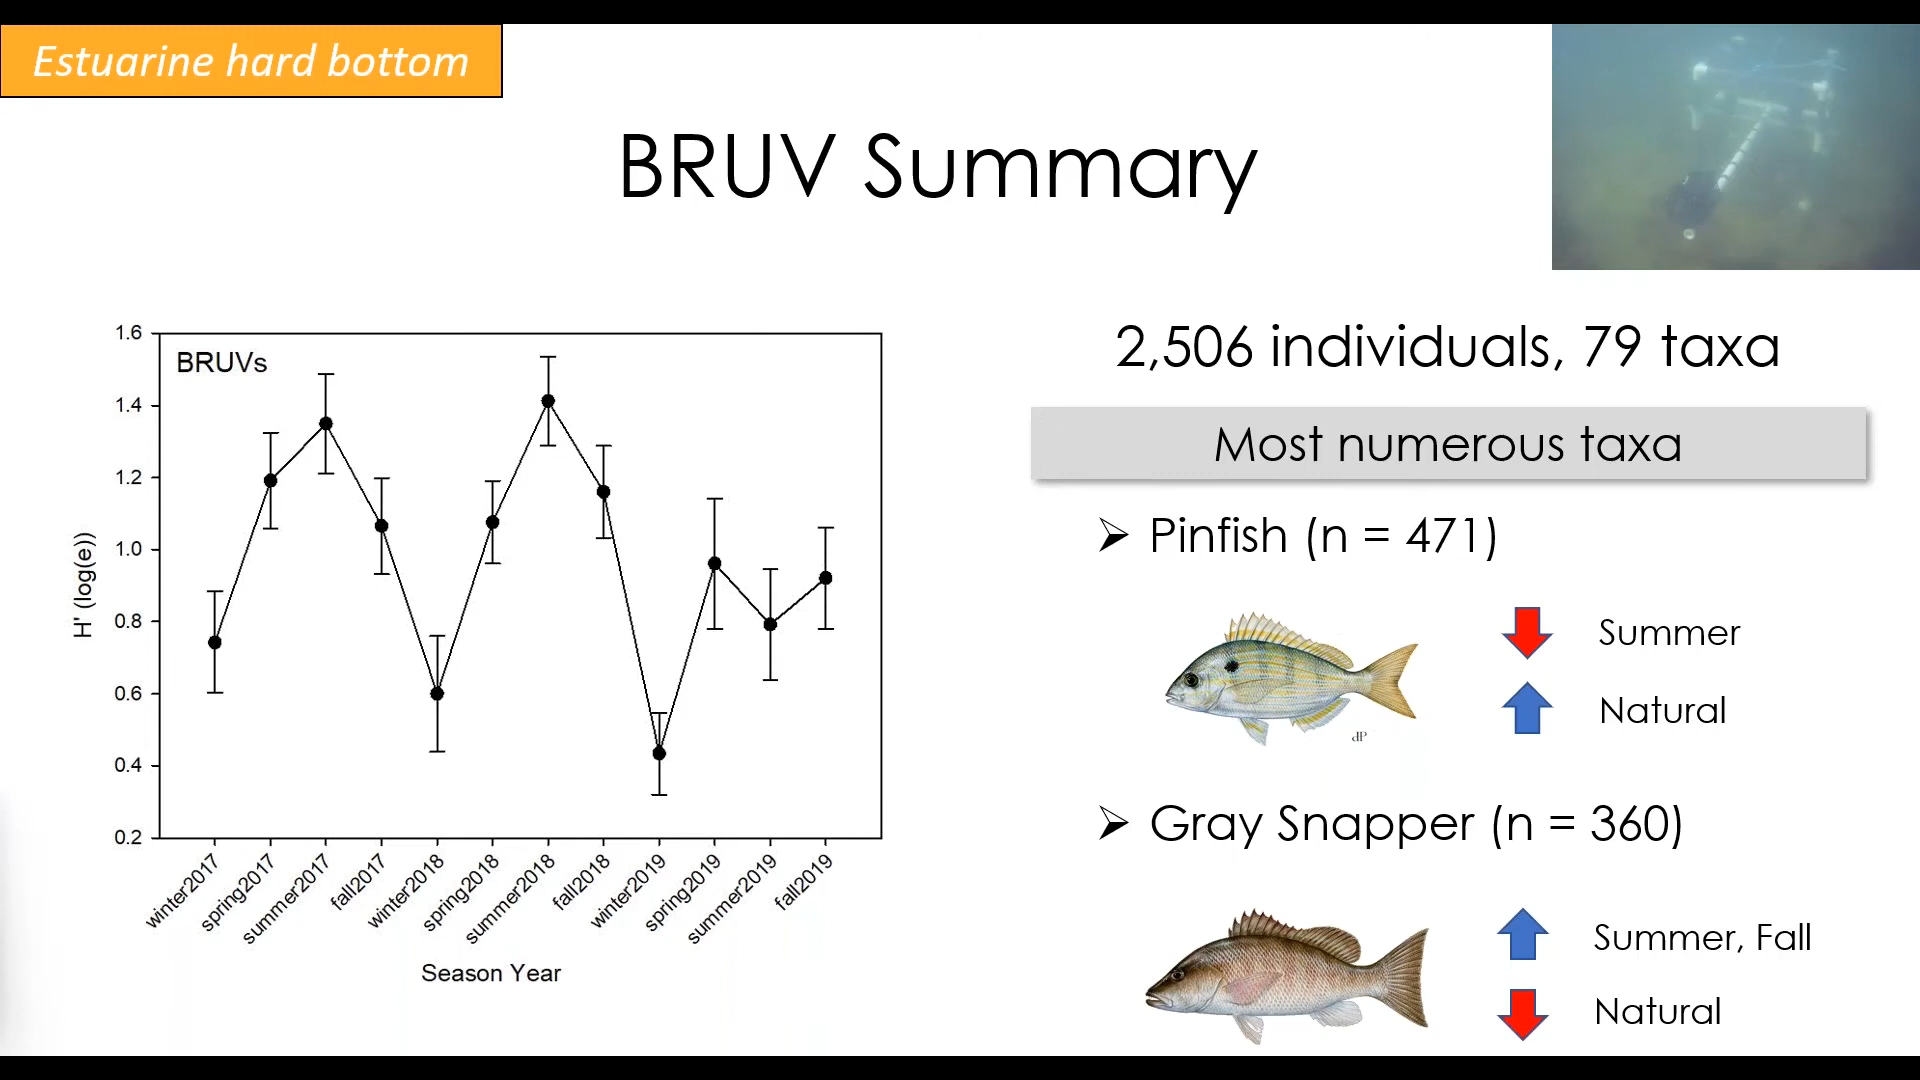 Estuarine hard bottom
BRUV Summary
1.6
1.4
1.2
1.0
0.8
0.6
0.4
0.2
BRUVs
H' (log(e))
winter2017
spring2017
summer2017
fall2017
winter2018
spring2018
summer2018
fall2018
winter2019
spring2019
summer2019
fall2019
Season Year
2,506 individuals, 79 taxa
Most numerous taxa
➢ Pinfish (n = 471)
Summer
Natural
dP
➢ Gray Snapper (n = 360)
Summer, Fall
Natural